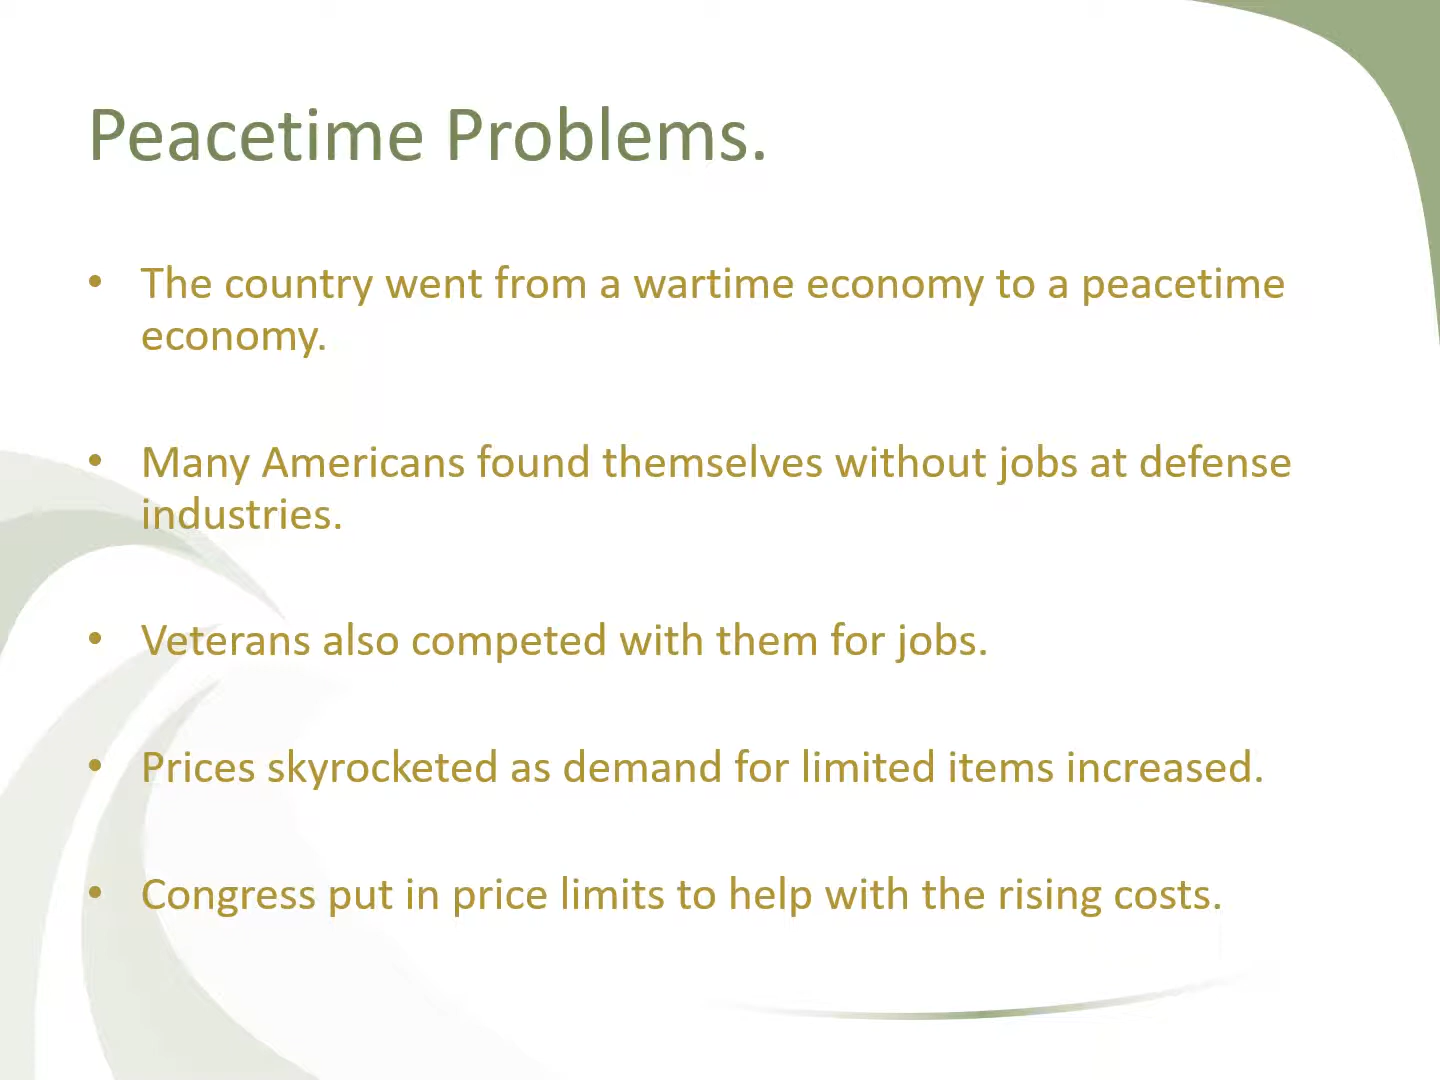 Peacetime Problems.
• The country went from a wartime economy to a peacetime
economy.
• Many Americans found themselves without jobs at defense
industries.
• Veterans also competed with them for jobs.
• Prices skyrocketed as demand for limited items increased.
• Congress put in price limits to help with the rising costs.